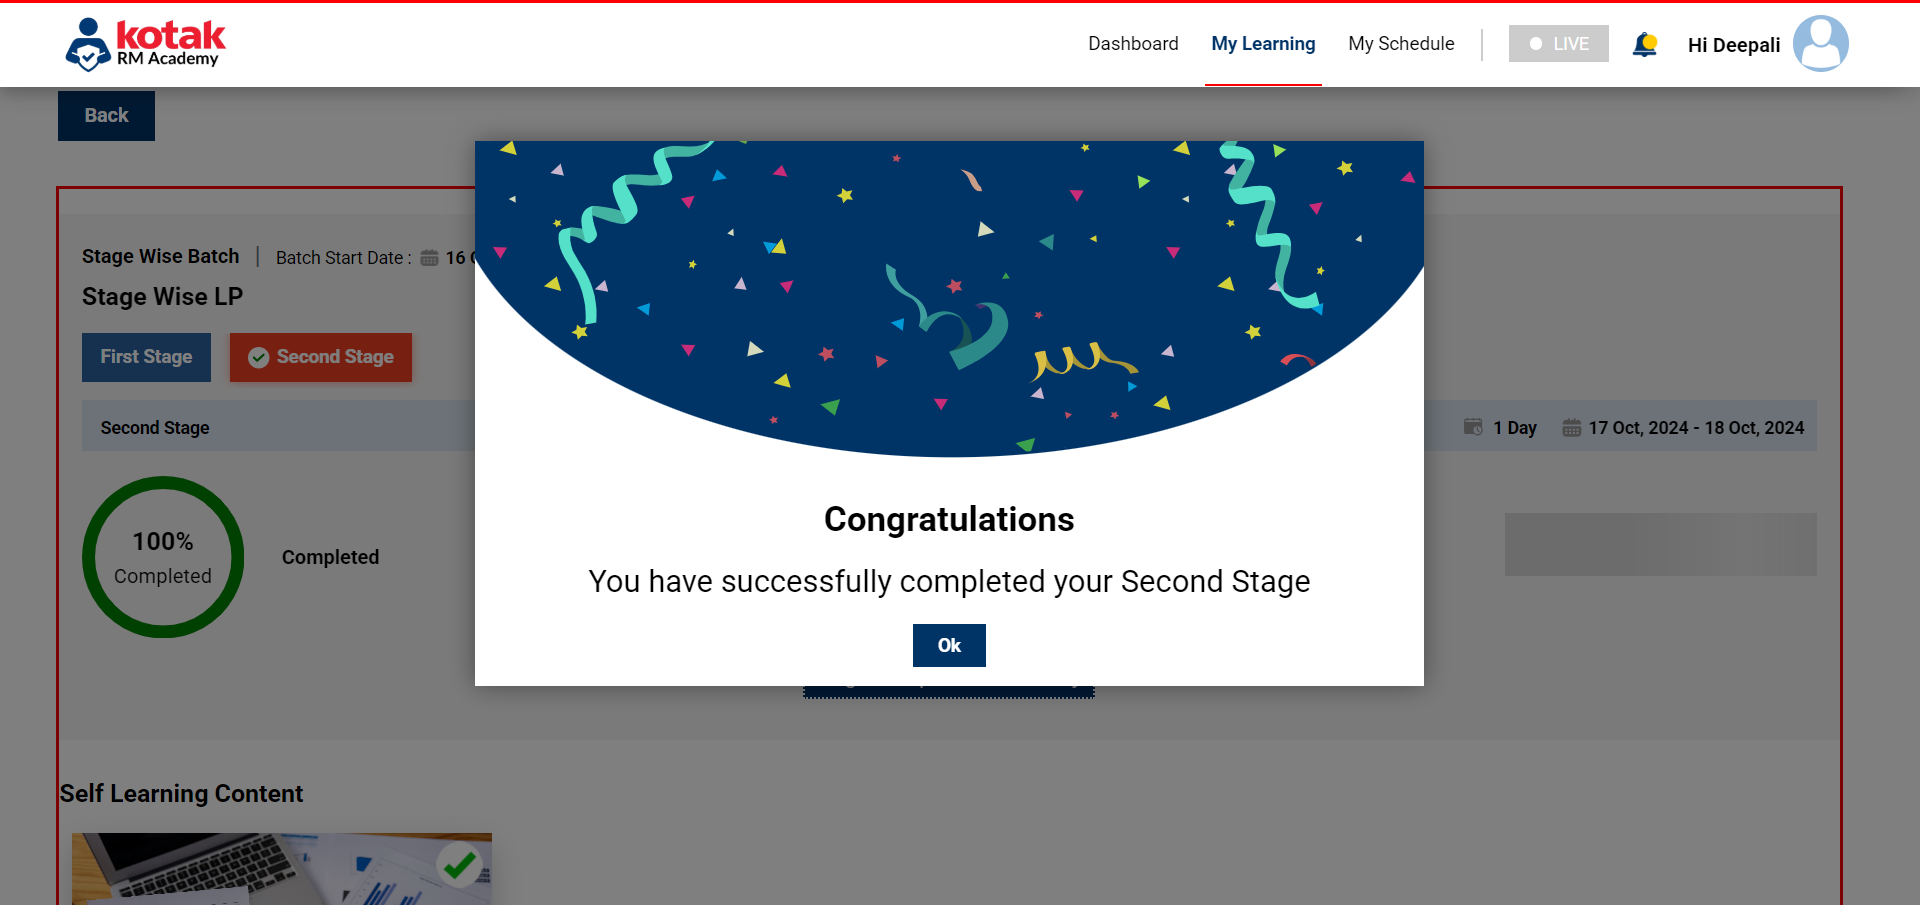 kotak
RM Academy
Dashboard
My Learning
My Schedule
LIVE
Hi Deepali
Back
Stage Wise Batch
Batch Start Date :
16
Stage Wise LP
First Stage
Second Stage
Second Stage
1 Day
17 Oct, 2024 - 18 Oct, 2024
100%
Completed
Completed
Congratulations
You have successfully completed your Second Stage
Ok
Self Learning Content